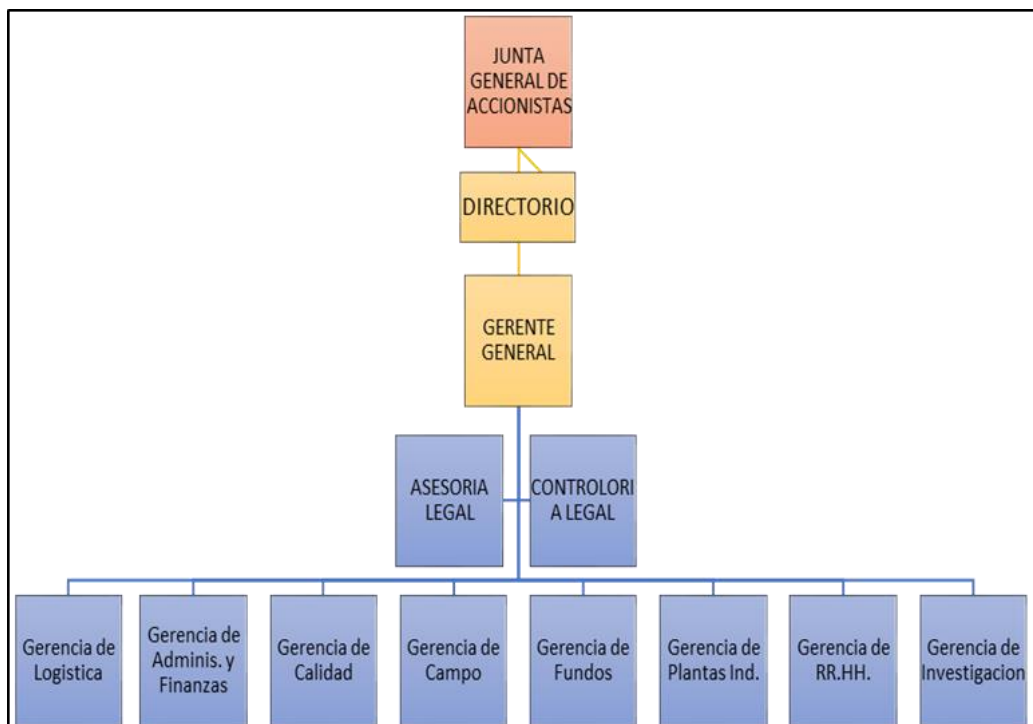 JUNTA
GENERAL DE
ACCIONISTAS
DIRECTORIO
GERENTE
GENERAL
ASESORIA
LEGAL
CONTROLORI
A LEGAL
Gerencia de
Logistica
Gerencia de
Adminis. y
Finanzas
Gerencia de
Calidad
Gerencia de
Campo
Gerencia de
Fundos
Gerencia de
Plantas Ind.
Gerencia de
RR.HH.
Gerencia de
Investigacion